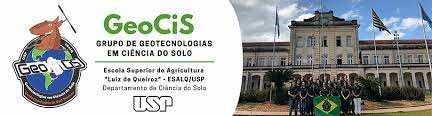 GeoCiS
GeoCiS
GRUPO DE GEOTECNOLOGIAS
EM CIÊNCIA DO SOLO
Escola Superior de Agricultura
"Luiz de Queiroz" - ESALQ/USP
Departamento de Ciência do Solo
USP